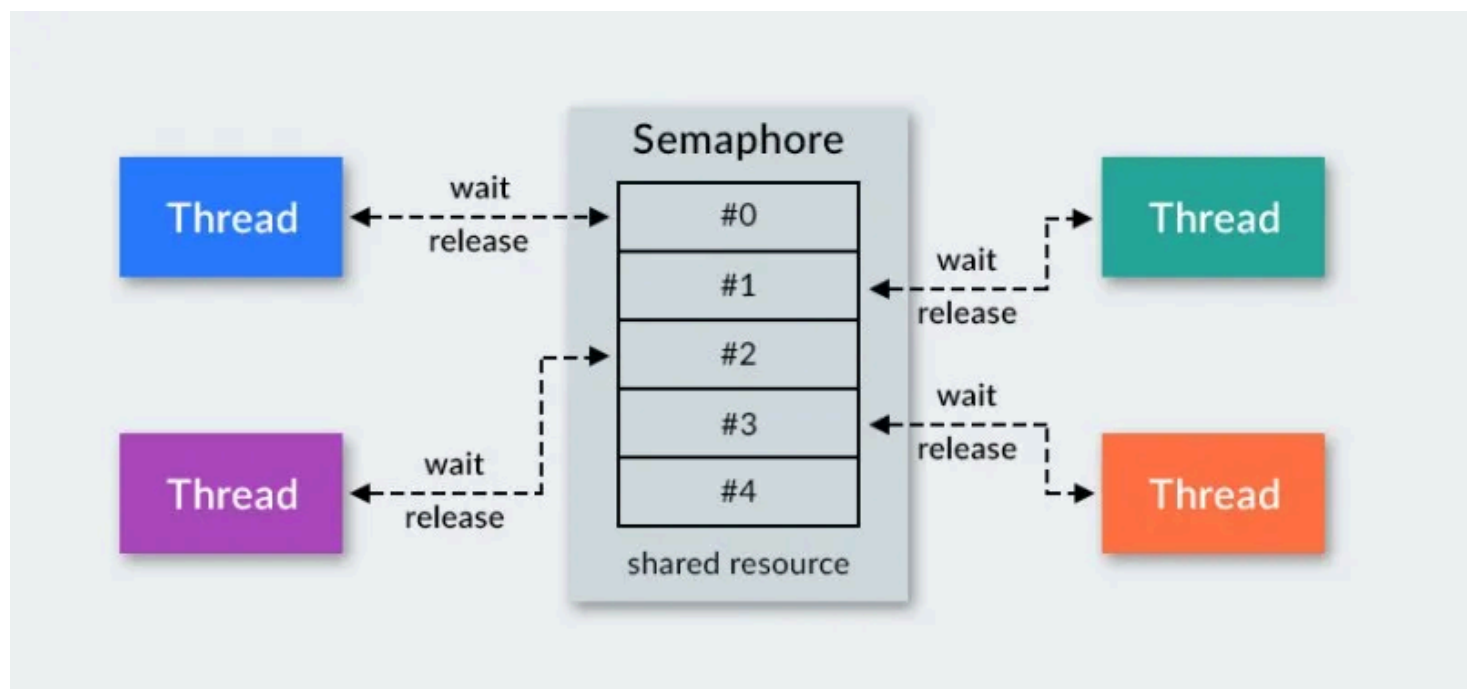 Semaphore
Thread
wait
release
#0
#1
wait
release
Thread
#2
#3
wait
release
Thread
wait
release
Thread
#4
shared resource